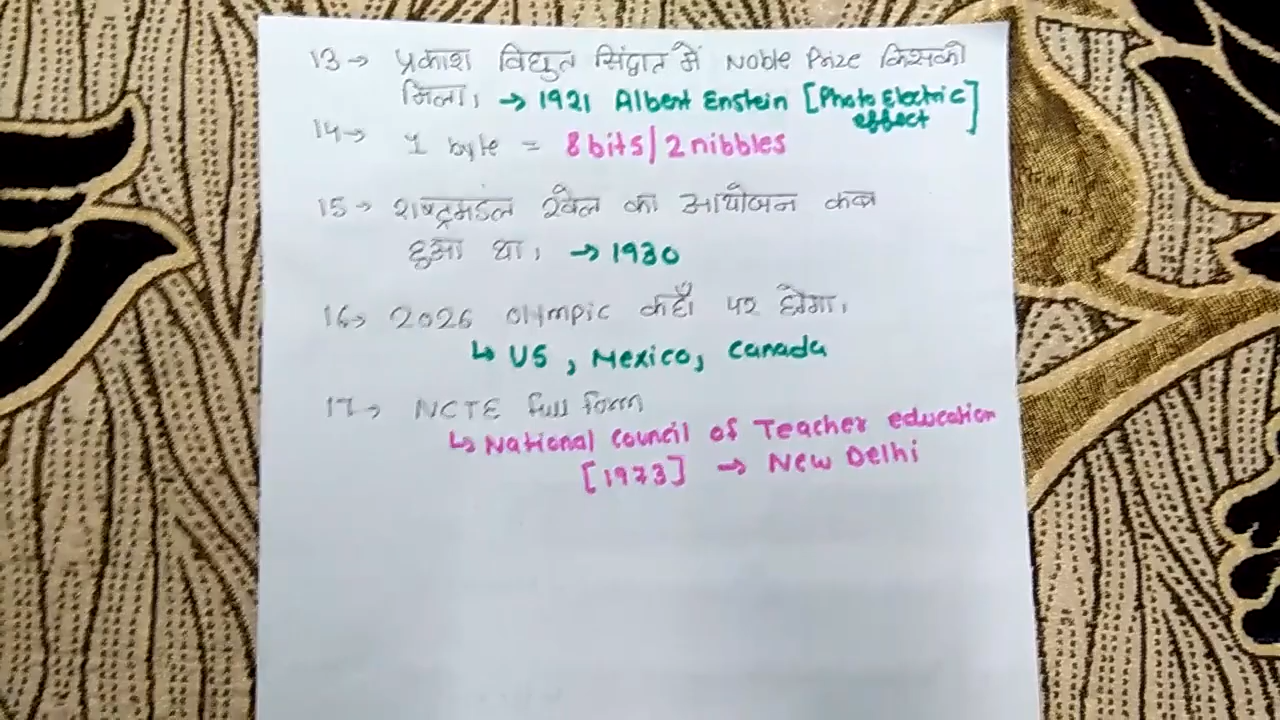 13→ प्रकाश विद्युत सिद्वात में Noble Prize किसको
मिला। → 1921 Albert Enstein [Photo Electric effect]
14→ 1 byte = 8 bits/2 nibbles
15→ राष्ट्रमंडल खेल का आयोजन कब
हुआ था। → 1930
16→ 2026 Olympic कहाँ पर होगा।
↳ US, Mexico, Canada
17→ NCTE full form
↳ National Council of Teacher education
[1973] → New Delhi